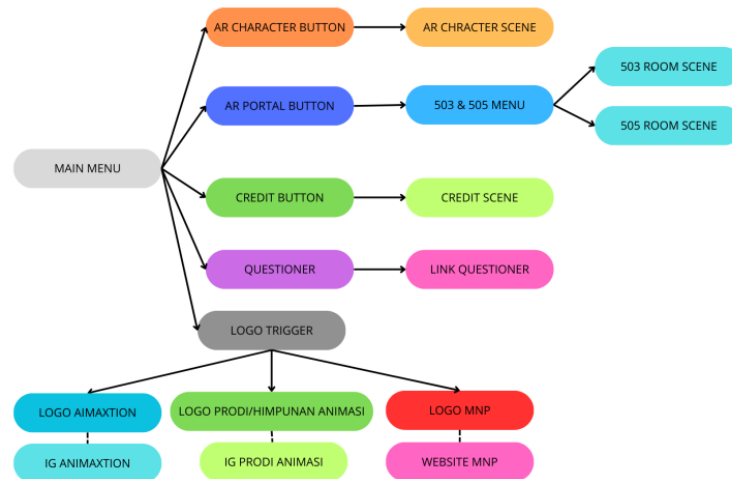 AR CHARACTER BUTTON
AR CHRACTER SCENE
503 ROOM SCENE
AR PORTAL BUTTON
503 & 505 MENU
505 ROOM SCENE
MAIN MENU
CREDIT BUTTON
CREDIT SCENE
QUESTIONER
LINK QUESTIONER
LOGO TRIGGER
LOGO AIMAXTION
LOGO PRODI/HIMPUNAN ANIMASI
LOGO MNP
IG ANIMAXTION
IG PRODI ANIMASI
WEBSITE MNP